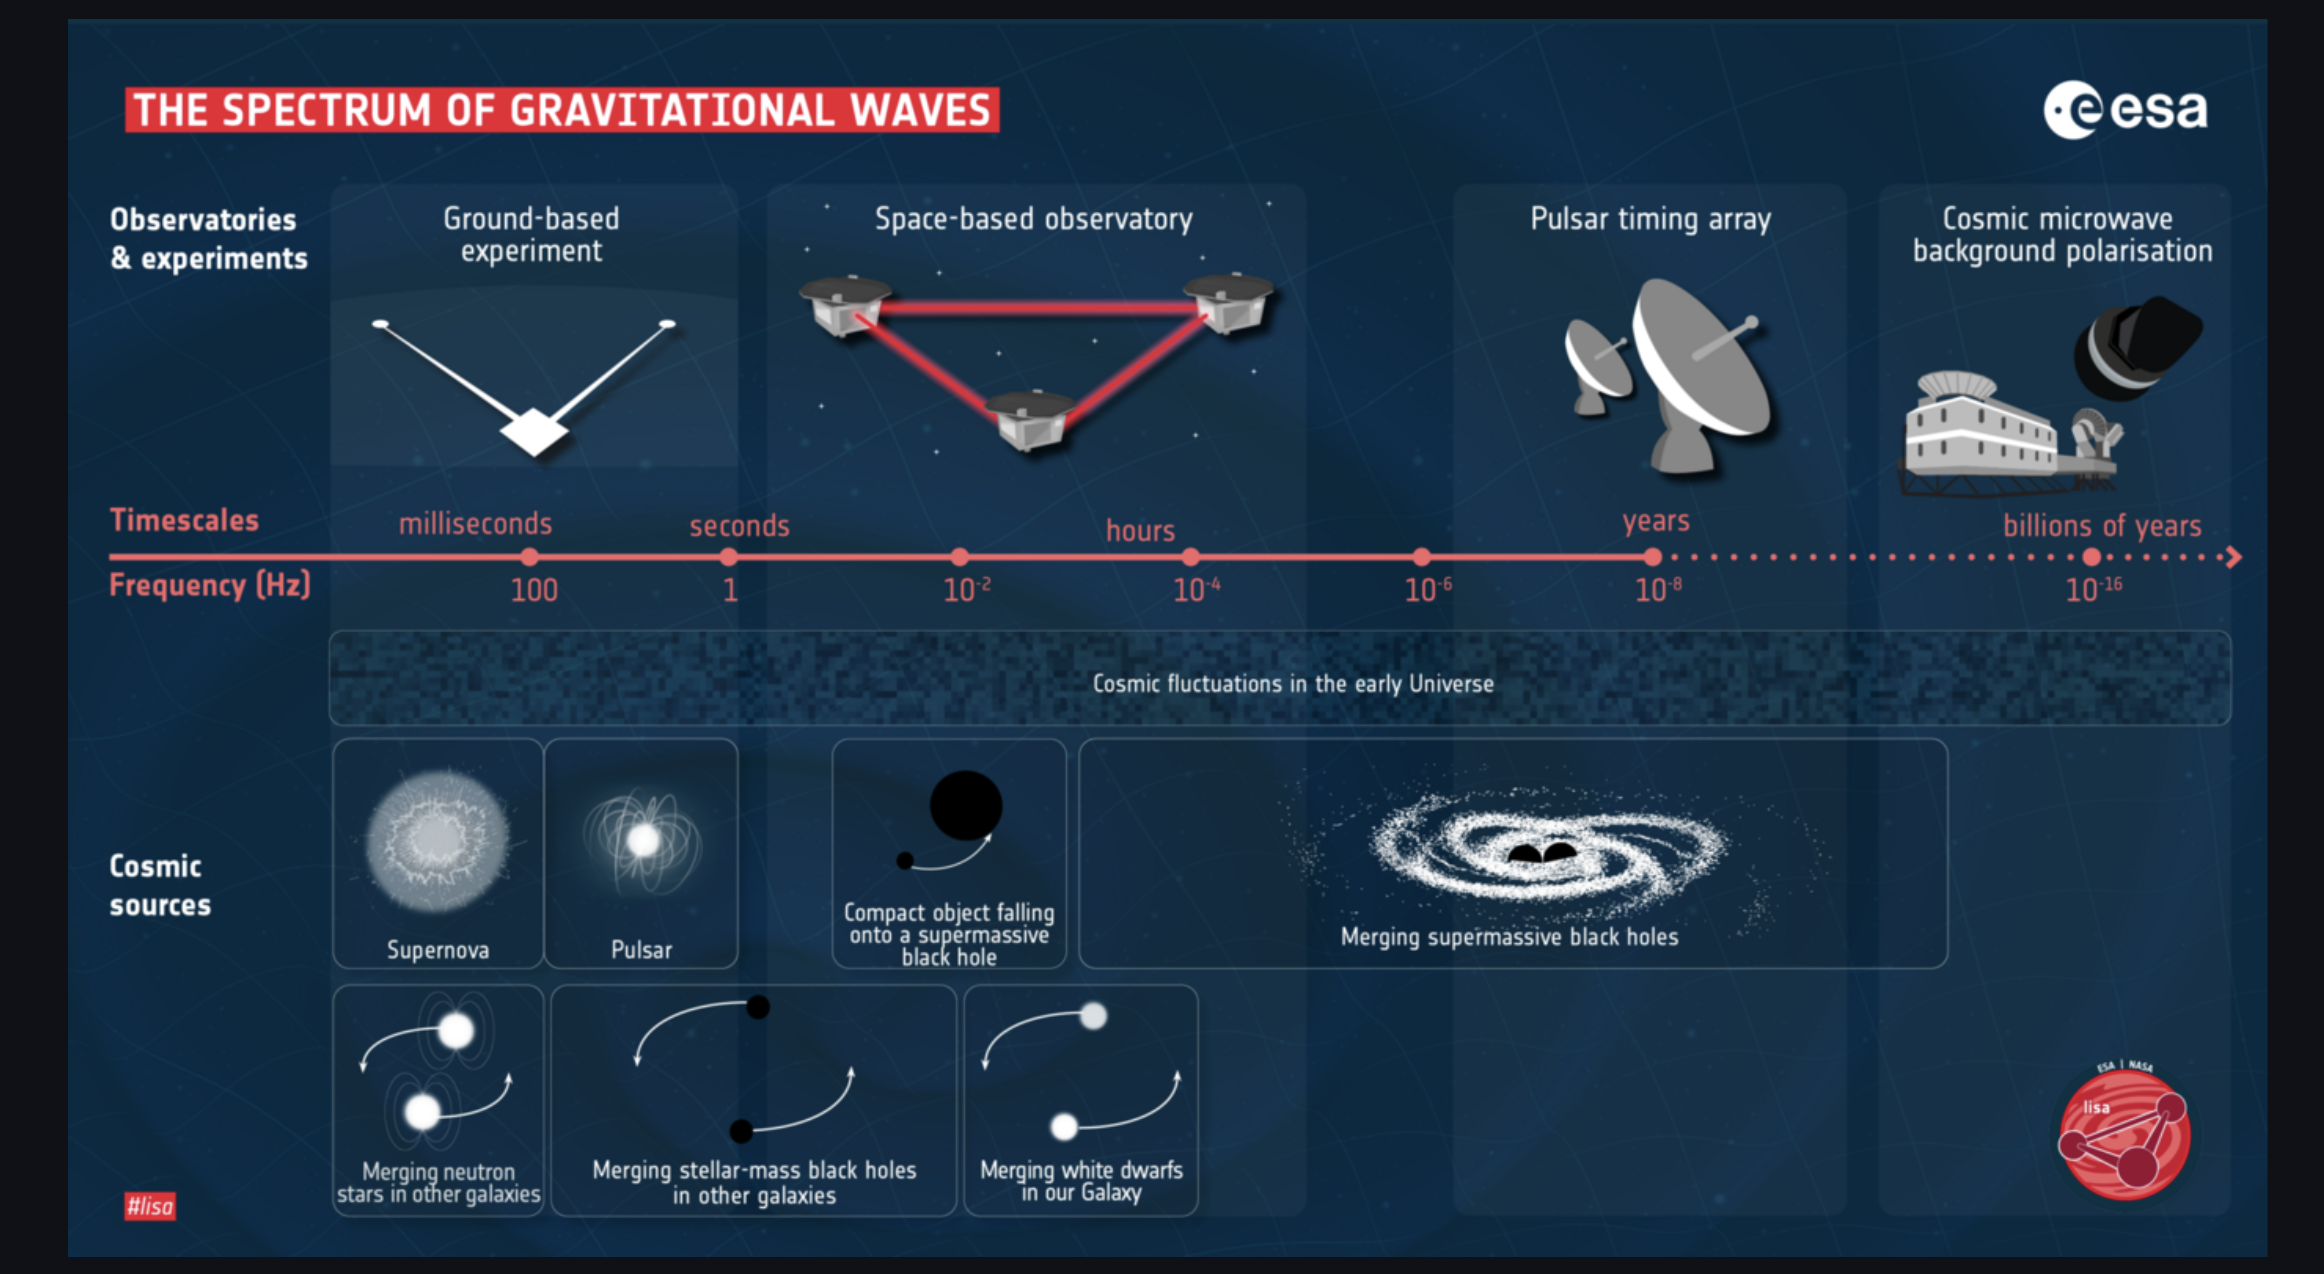 THE SPECTRUM OF GRAVITATIONAL WAVES
esa
Observatories
& experiments
Ground-based
experiment
Space-based observatory
Pulsar timing array
Cosmic microwave
background polarisation
Timescales
milliseconds
seconds
hours
years
billions of years
Frequency (Hz)
100
1
10⁻²
10⁻⁴
10⁻⁶
10⁻⁸
10⁻¹⁶
Cosmic fluctuations in the early Universe
Cosmic
sources
Supernova
Pulsar
Compact object falling
onto a supermassive
black hole
Merging supermassive black holes
Merging neutron
stars in other galaxies
Merging stellar-mass black holes
in other galaxies
Merging white dwarfs
in our Galaxy
ESA | NASA
lisa
#lisa